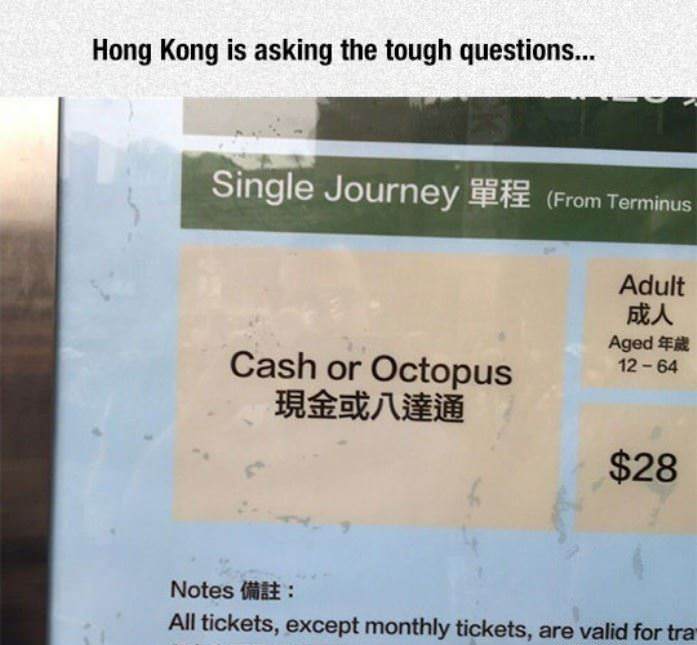 Hong Kong is asking the tough questions...
Single Journey 單程 (From Terminus
Adult
成人
Aged 年歲
12 - 64
Cash or Octopus
現金或八達通
$28
Notes 備註：
All tickets, except monthly tickets, are valid for tra